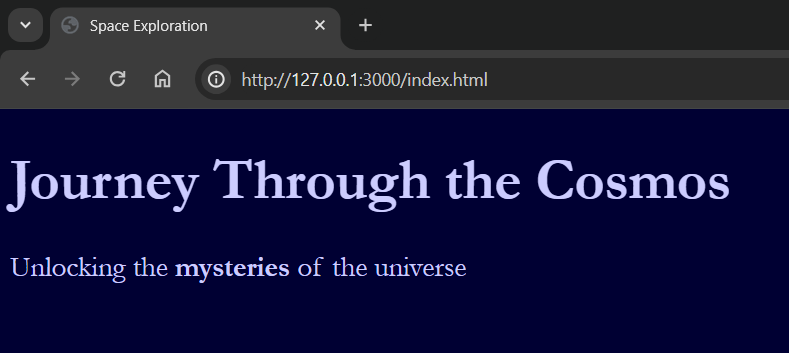 Space Exploration
http://127.0.0.1:3000/index.html
Journey Through the Cosmos
Unlocking the mysteries of the universe